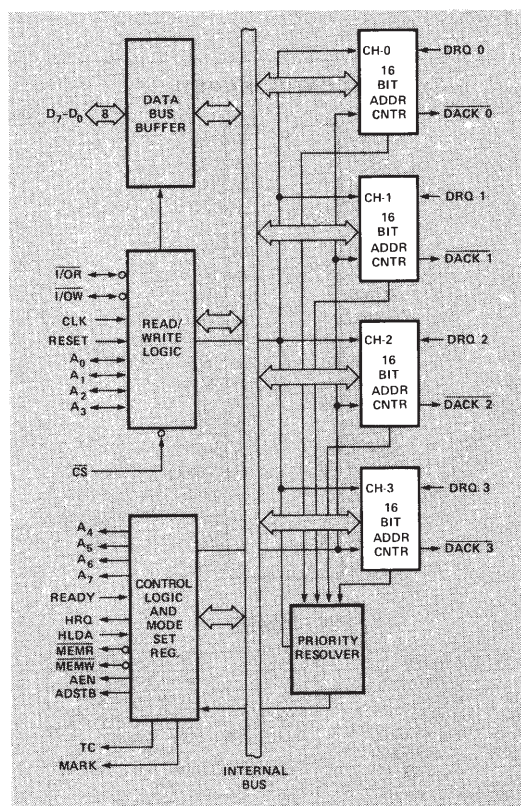 D7-D0
8
DATA
BUS
BUFFER
I/OR
I/OW
CLK
RESET
A0
A1
A2
A3
READ/
WRITE
LOGIC
CS
A4
A5
A6
A7
READY
HRQ
HLDA
MEMR
MEMW
AEN
ADSTB
CONTROL
LOGIC
AND
MODE
SET
REG.
TC
MARK
INTERNAL
BUS
CH-0
16
BIT
ADDR
CNTR
DRQ 0
DACK 0
CH-1
16
BIT
ADDR
CNTR
DRQ 1
DACK 1
CH-2
16
BIT
ADDR
CNTR
DRQ 2
DACK 2
CH-3
16
BIT
ADDR
CNTR
DRQ 3
DACK 3
PRIORITY
RESOLVER